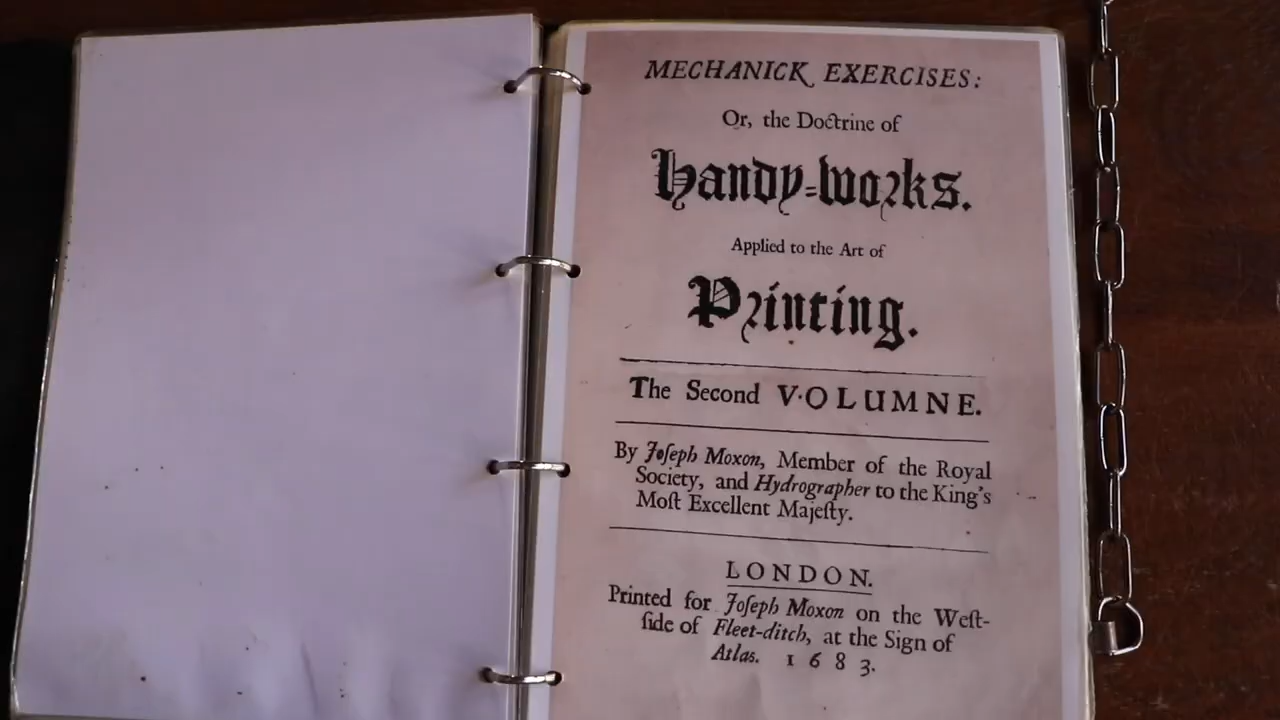 MECHANICK EXERCISES:
Or, the Doctrine of
Handy=works.
Applied to the Art of
Printing.
The Second V·OLUMNE.
By Joſeph Moxon, Member of the Royal
Society, and Hydrographer to the King's
Moſt Excellent Majeſty.
LONDON.
Printed for Joſeph Moxon on the Weſt-
ſide of Fleet-ditch, at the Sign of
Atlas. 1683.